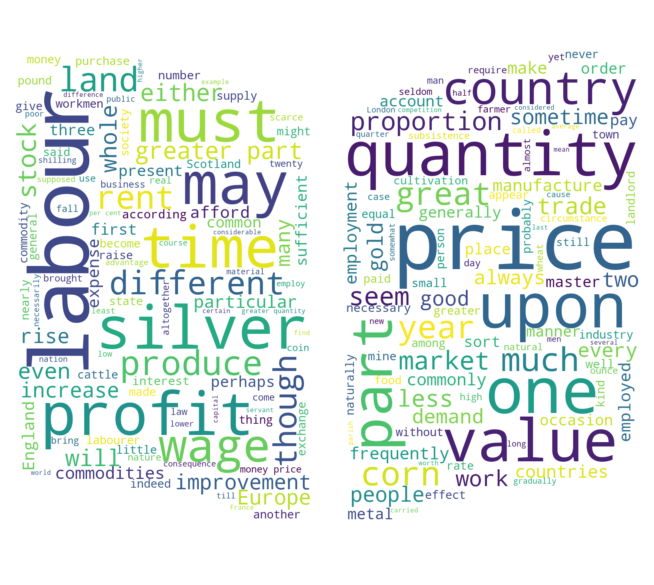 money purchase higher number
land either
pound difference
workmen public
give
poor
supply
scarce
stock
three
said
shilling
labour
whole
society
must
might
greater part
Scotland
twenty
supposed use
present
business real
may
rent
commodity
general
fall
per cent
according afford
first
become
raise
common
considerable
many
sufficient
expense
time
course
advantage
material
employ
nearly
necessarily
brought
different
state
particular
altogether
certain
greater quantity
rise
least
silver
find
coin
nation
low
cattle
produce
even
increase
made
interest
perhaps
though
exchange
England
profit
law
lower
capital
come
servant
thing
bring
labourer
little
nature
wage
will
commodities
consequence
money price
world
indeed
improvement
till
Europe
france
another
example
yet never
require
make
order
man
seldom
half
country
London
competition
account
farmer
considered
proportion
sometime
pay
quarter
subsistence
called
average
town
almost
mean
quantity
employment
case
cultivation
appear
cause
landlord
great
manufacture
equal
generally
trade
circumstance
gold
somewhat
person
price
probably
still
last
wheat
paid
small
place
day
always
master
two
seem
good
necessary
greater
upon
new
year
manner
industry
among
sort
natural
men
several
mine
part
market much
every
well
ounce
naturally
food
commonly
one
kind
employed
less
high
demand
occasion
parish
without
value
long
frequently
worth
rate
corn
work
countries
gradually
people
effect
metal
carried